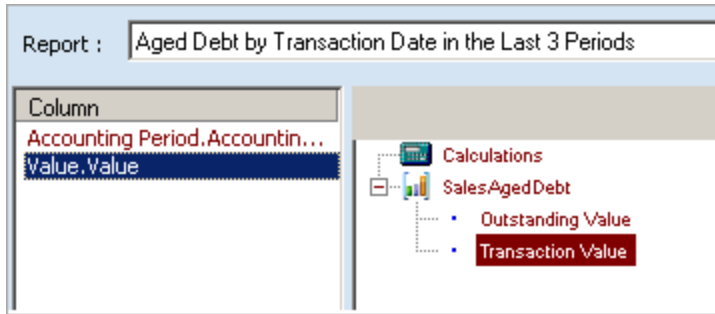 Report :
Aged Debt by Transaction Date in the Last 3 Periods
Column
Accounting Period.Accountin...
Value.Value
Calculations
SalesAgedDebt
Outstanding Value
Transaction Value